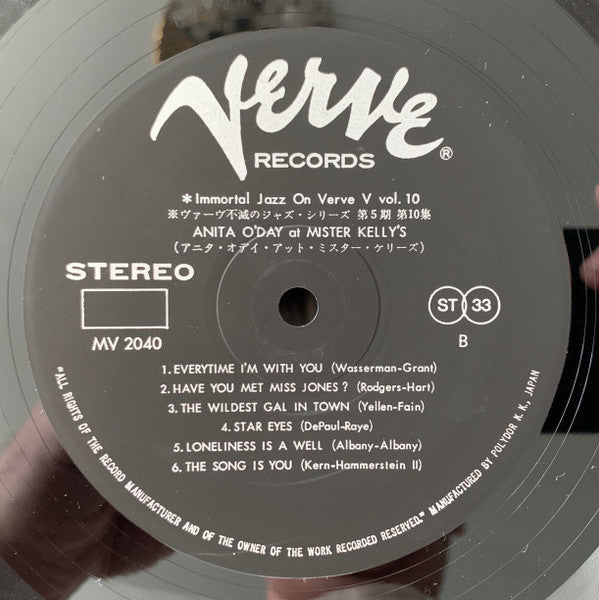 Verve
RECORDS ®
*Immortal Jazz On Verve V vol. 10
※ヴァーヴ不滅のジャズ・シリーズ 第5期 第10集
ANITA O'DAY at MISTER KELLY'S
(アニタ・オデイ・アット・ミスター・ケリーズ)
STEREO
MV 2040
ST 33
B
1. EVERYTIME I'M WITH YOU (Wasserman-Grant)
2. HAVE YOU MET MISS JONES? (Rodgers-Hart)
3. THE WILDEST GAL IN TOWN (Yellen-Fain)
4. STAR EYES (DePaul-Raye)
5. LONELINESS IS A WELL (Albany-Albany)
6. THE SONG IS YOU (Kern-Hammerstein II)
"ALL RIGHTS OF THE RECORD MANUFACTURER AND OF THE OWNER OF THE WORK RECORDED RESERVED." MANUFACTURED BY POLYDOR K. K., JAPAN